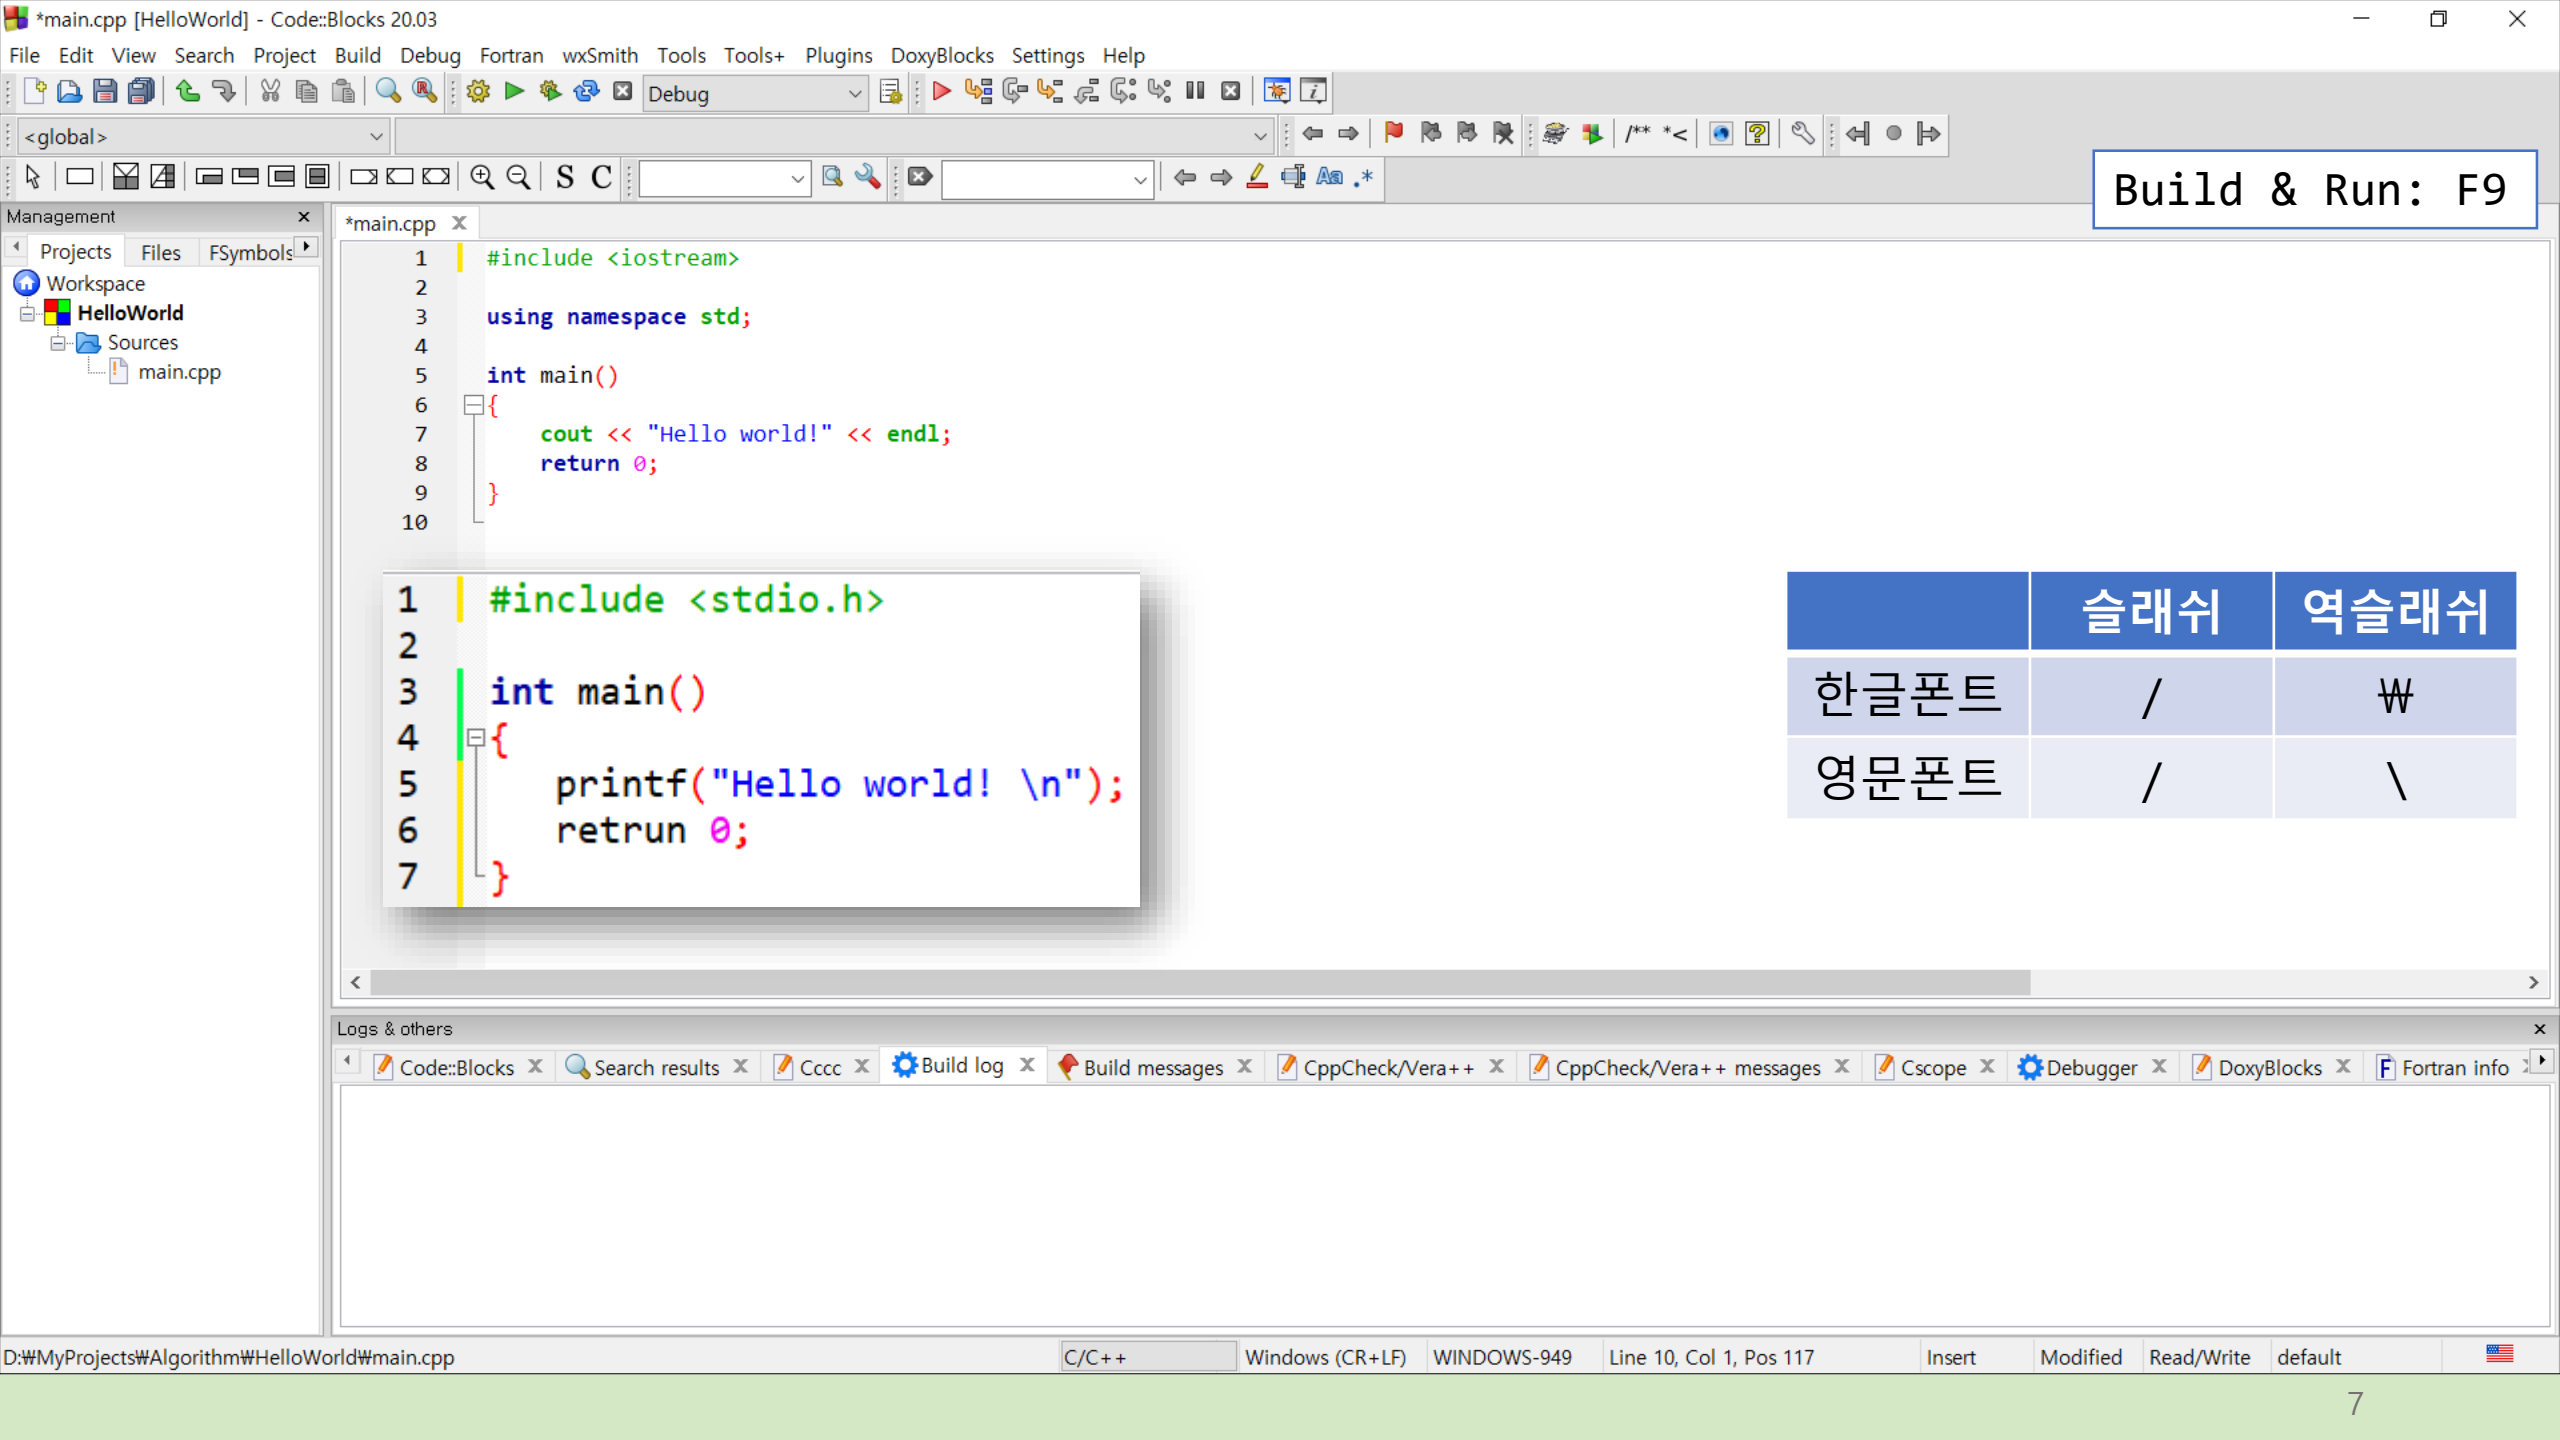 *main.cpp [HelloWorld] - Code::Blocks 20.03
File Edit View Search Project Build Debug Fortran wxSmith Tools Tools+ Plugins DoxyBlocks Settings Help
Debug
<global>
/** *<
S C
Aa .*
Build & Run: F9
Management
Projects Files FSymbols
Workspace
HelloWorld
Sources
main.cpp
*main.cpp
1 #include <iostream>
2
3 using namespace std;
4
5 int main()
6 {
7 cout << "Hello world!" << endl;
8 return 0;
9 }
10
1 #include <stdio.h>
2
3 int main()
4 {
5 printf("Hello world! \n");
6 retrun 0;
7 }
슬래쉬 역슬래쉬
한글폰트 / ₩
영문폰트 / \
Logs & others
Code::Blocks Search results Cccc Build log Build messages CppCheck/Vera++ CppCheck/Vera++ messages Cscope Debugger DoxyBlocks Fortran info
D:₩MyProjects₩Algorithm₩HelloWorld₩main.cpp C/C++ Windows (CR+LF) WINDOWS-949 Line 10, Col 1, Pos 117 Insert Modified Read/Write default
7